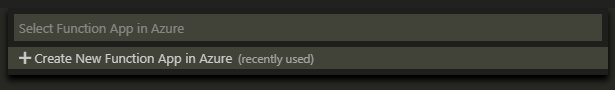 Select Function App in Azure
+ Create New Function App in Azure (recently used)